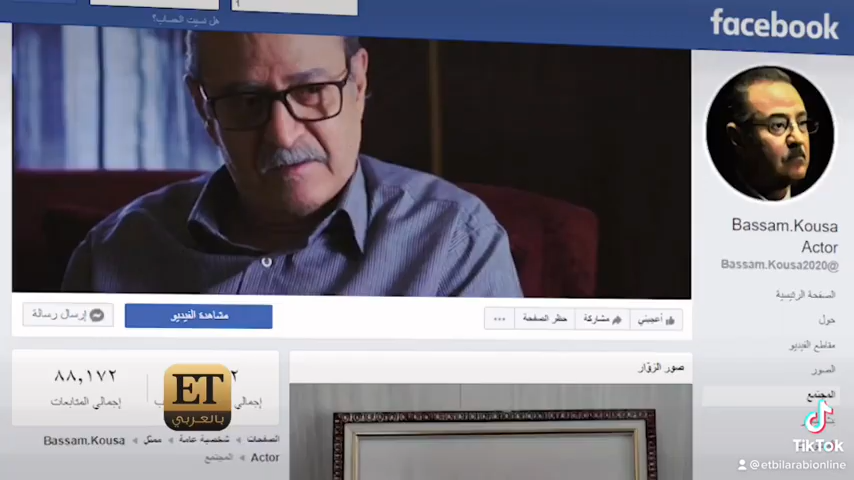 هل نسيت الحساب؟
facebook
Bassam.Kousa
Actor
@Bassam.Kousa2020
الصفحة الرئيسية
حول
مقاطع الفيديو
الصور
المجتمع
أعجبني
مشاركة
حظر الصفحة
...
مشاهدة الفيديو
إرسال رسالة
صور الزوّار
٨٨,١٧٢
إجمالي المتابعات
إجمالي
الصفحات ◂ شخصية عامة ◂ ممثل ◂ Bassam.Kousa
Actor ◂ المجتمع
ET
بالعربي
TikTok
@etbilarabionline